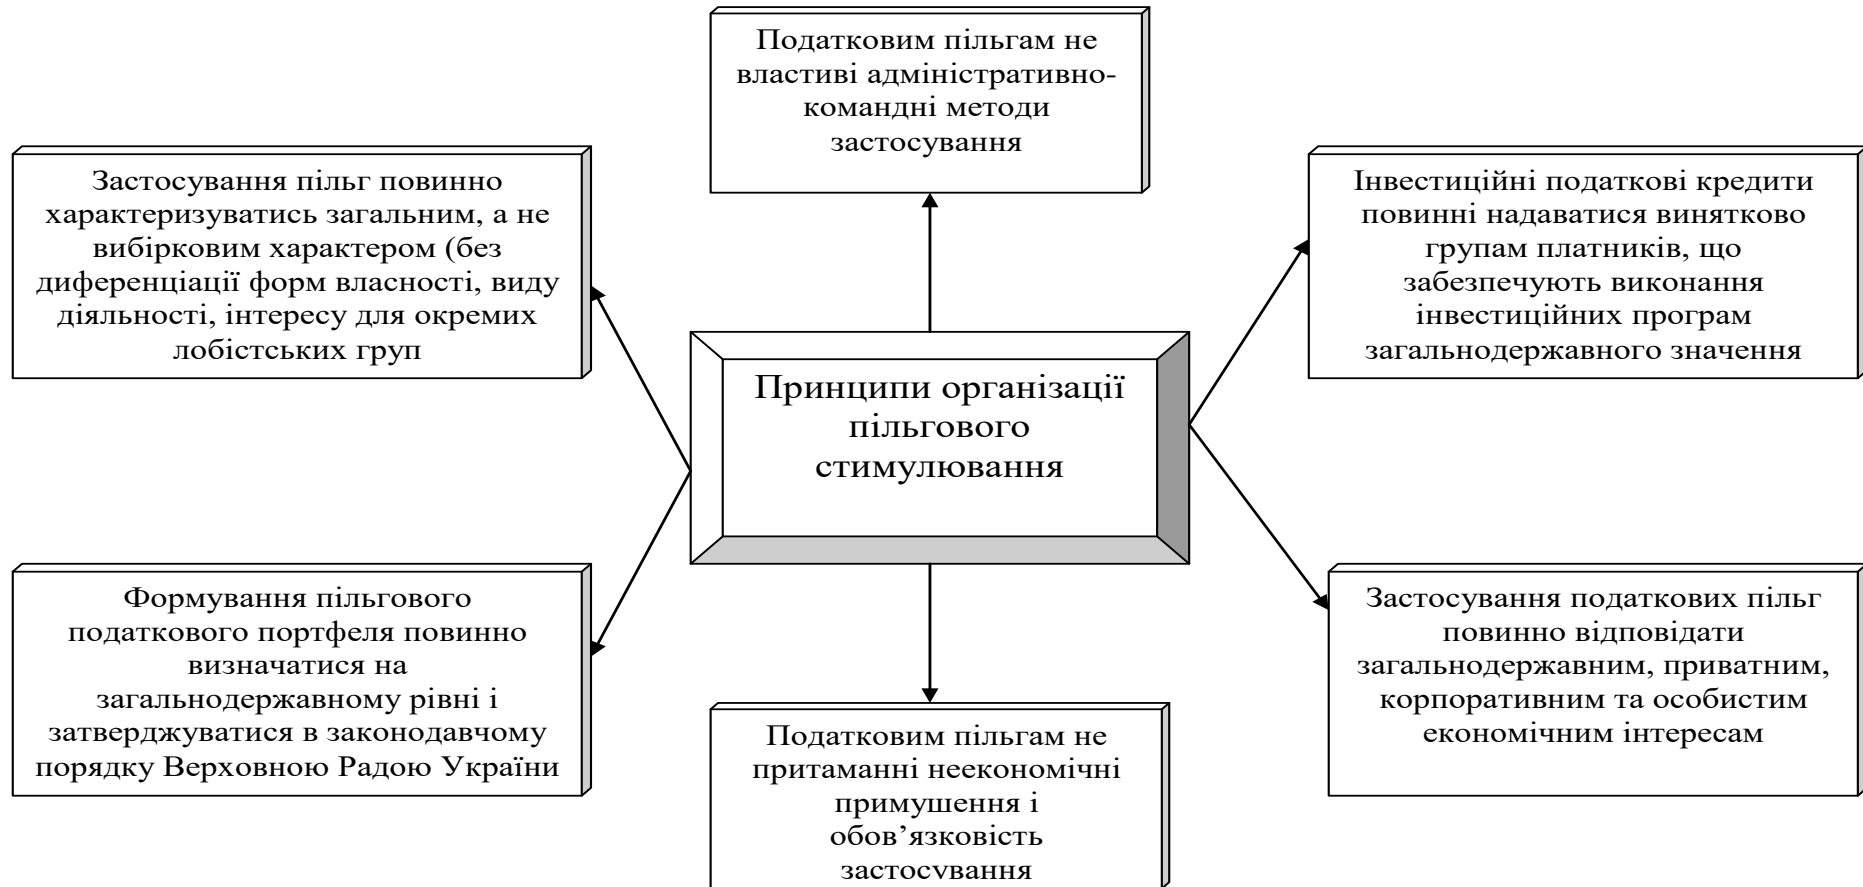 Податковим пільгам не
властиві адміністративно-
командні методи
застосування
Застосування пільг повинно
характеризуватись загальним, а не
вибірковим характером (без
диференціації форм власності, виду
діяльності, інтересу для окремих
лобістських груп
Інвестиційні податкові кредити
повинні надаватися винятково
групам платників, що
забезпечують виконання
інвестиційних програм
загальнодержавного значення
Принципи організації
пільгового
стимулювання
Формування пільгового
податкового портфеля повинно
визначатися на
загальнодержавному рівні і
затверджуватися в законодавчому
порядку Верховною Радою України
Податковим пільгам не
притаманні неекономічні
примушення і
обов’язковість
застосування
Застосування податкових пільг
повинно відповідати
загальнодержавним, приватним,
корпоративним та особистим
економічним інтересам